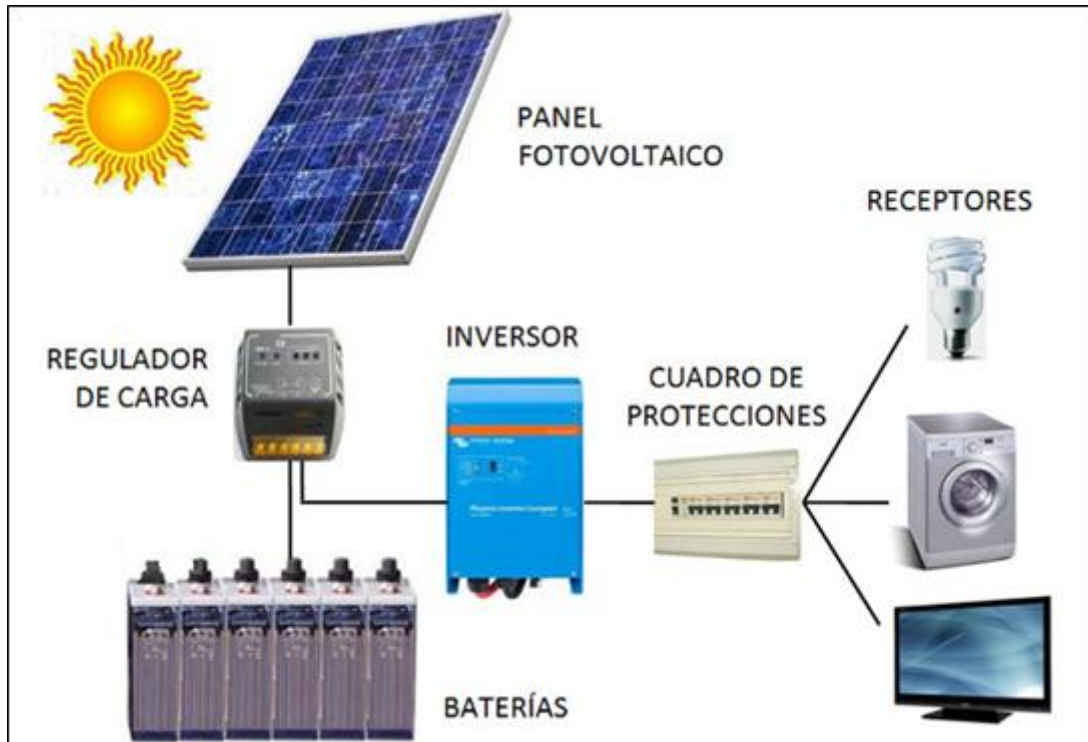 PANEL
FOTOVOLTAICO
RECEPTORES
REGULADOR
DE CARGA
INVERSOR
CUADRO DE
PROTECCIONES
BATERÍAS